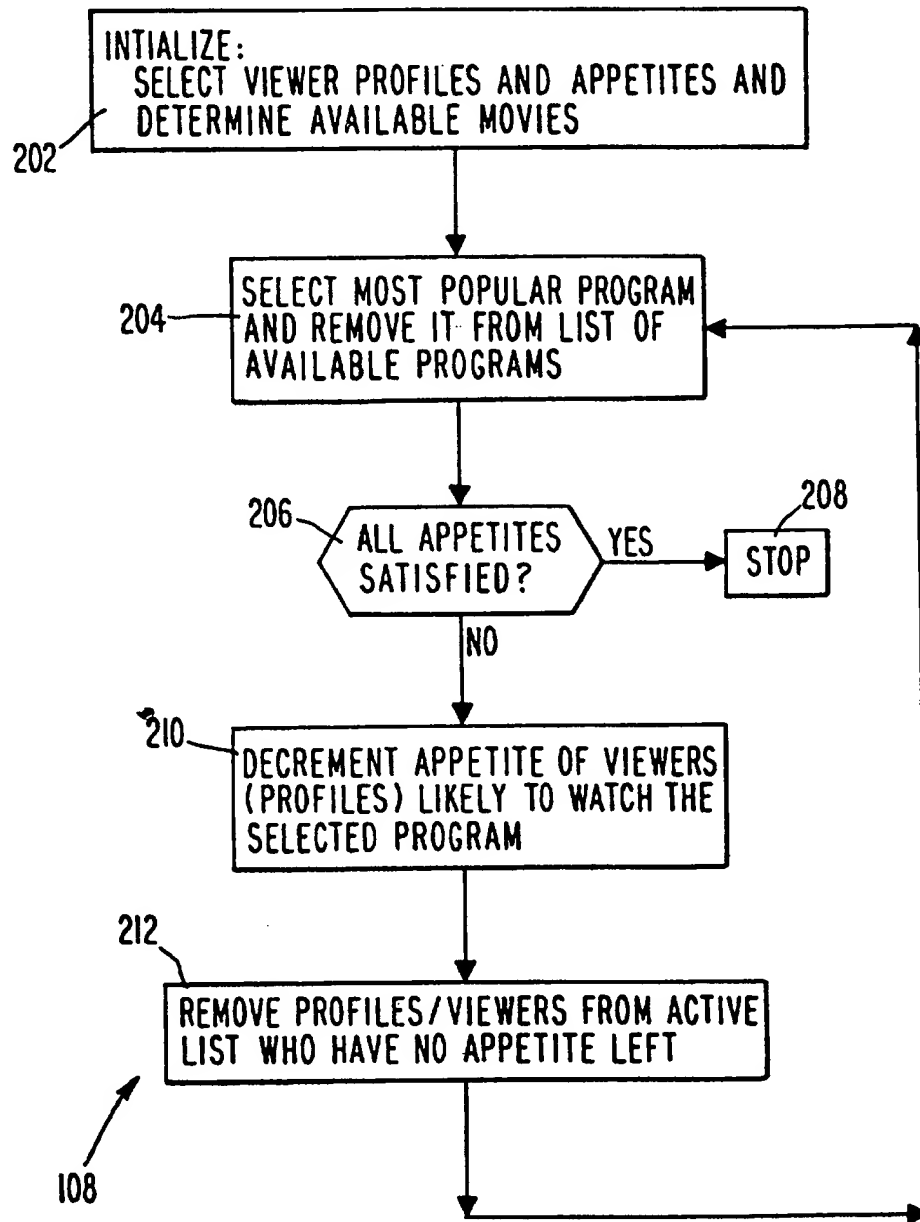 INTIALIZE:
SELECT VIEWER PROFILES AND APPETITES AND
DETERMINE AVAILABLE MOVIES
202
SELECT MOST POPULAR PROGRAM
AND REMOVE IT FROM LIST OF
AVAILABLE PROGRAMS
204
206
ALL APPETITES
SATISFIED?
YES
208
STOP
NO
210
DECREMENT APPETITE OF VIEWERS
(PROFILES) LIKELY TO WATCH THE
SELECTED PROGRAM
212
REMOVE PROFILES/VIEWERS FROM ACTIVE
LIST WHO HAVE NO APPETITE LEFT
108